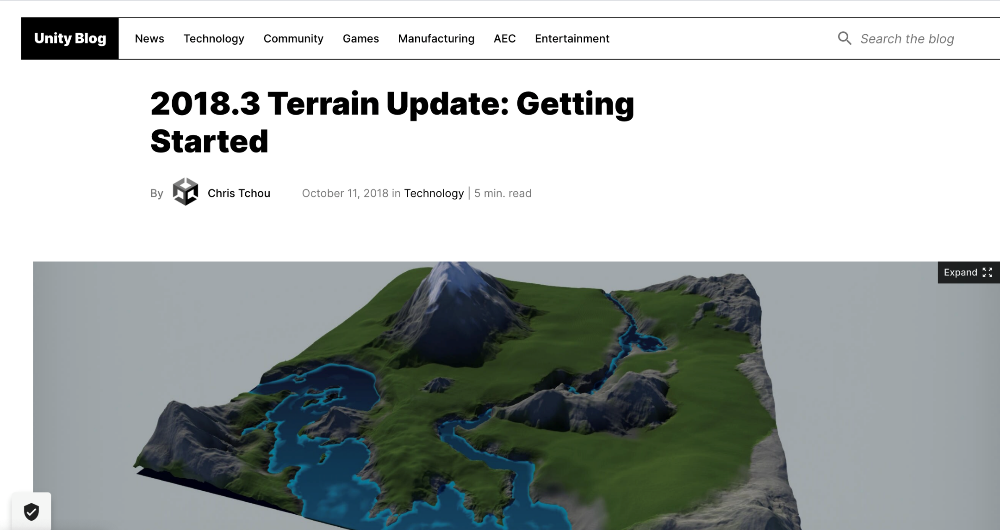 Unity Blog News Technology Community Games Manufacturing AEC Entertainment Search the blog
2018.3 Terrain Update: Getting
Started
By Chris Tchou October 11, 2018 in Technology | 5 min. read
Expand